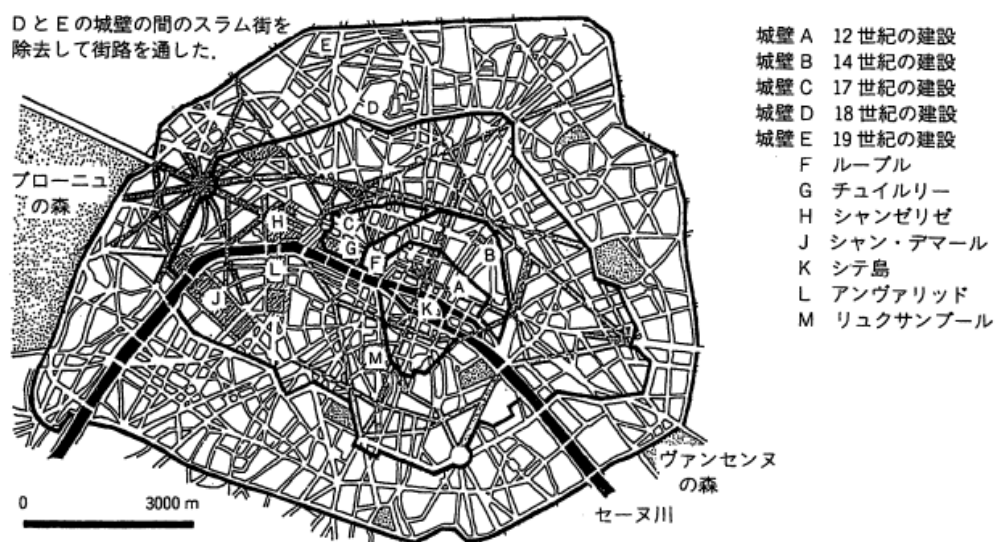 DとEの城壁の間のスラム街を
除去して街路を通した.
城壁A 12世紀の建設
城壁B 14世紀の建設
城壁C 17世紀の建設
城壁D 18世紀の建設
城壁E 19世紀の建設
F ルーブル
G チュイルリー
H シャンゼリゼ
J シャン・デマール
K シテ島
L アンヴァリッド
M リュクサンブール
ブローニュ
の森
E
D
H
C
G
F
B
L
A
J
K
M
ヴァンセンヌ
の森
セーヌ川
0 3000 m